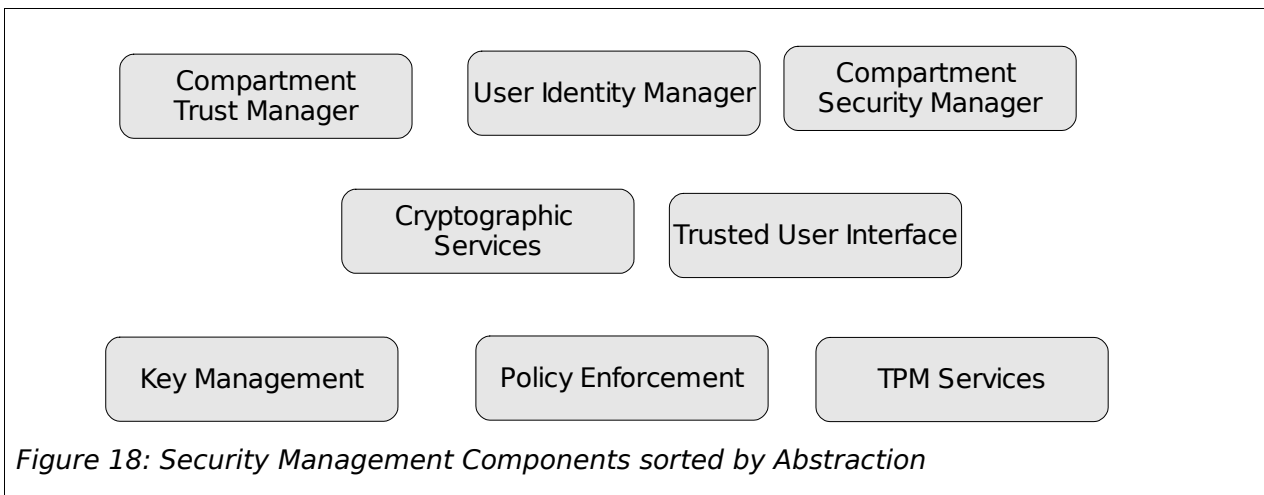 Compartment
Trust Manager
User Identity Manager
Compartment
Security Manager
Cryptographic
Services
Trusted User Interface
Key Management
Policy Enforcement
TPM Services
Figure 18: Security Management Components sorted by Abstraction